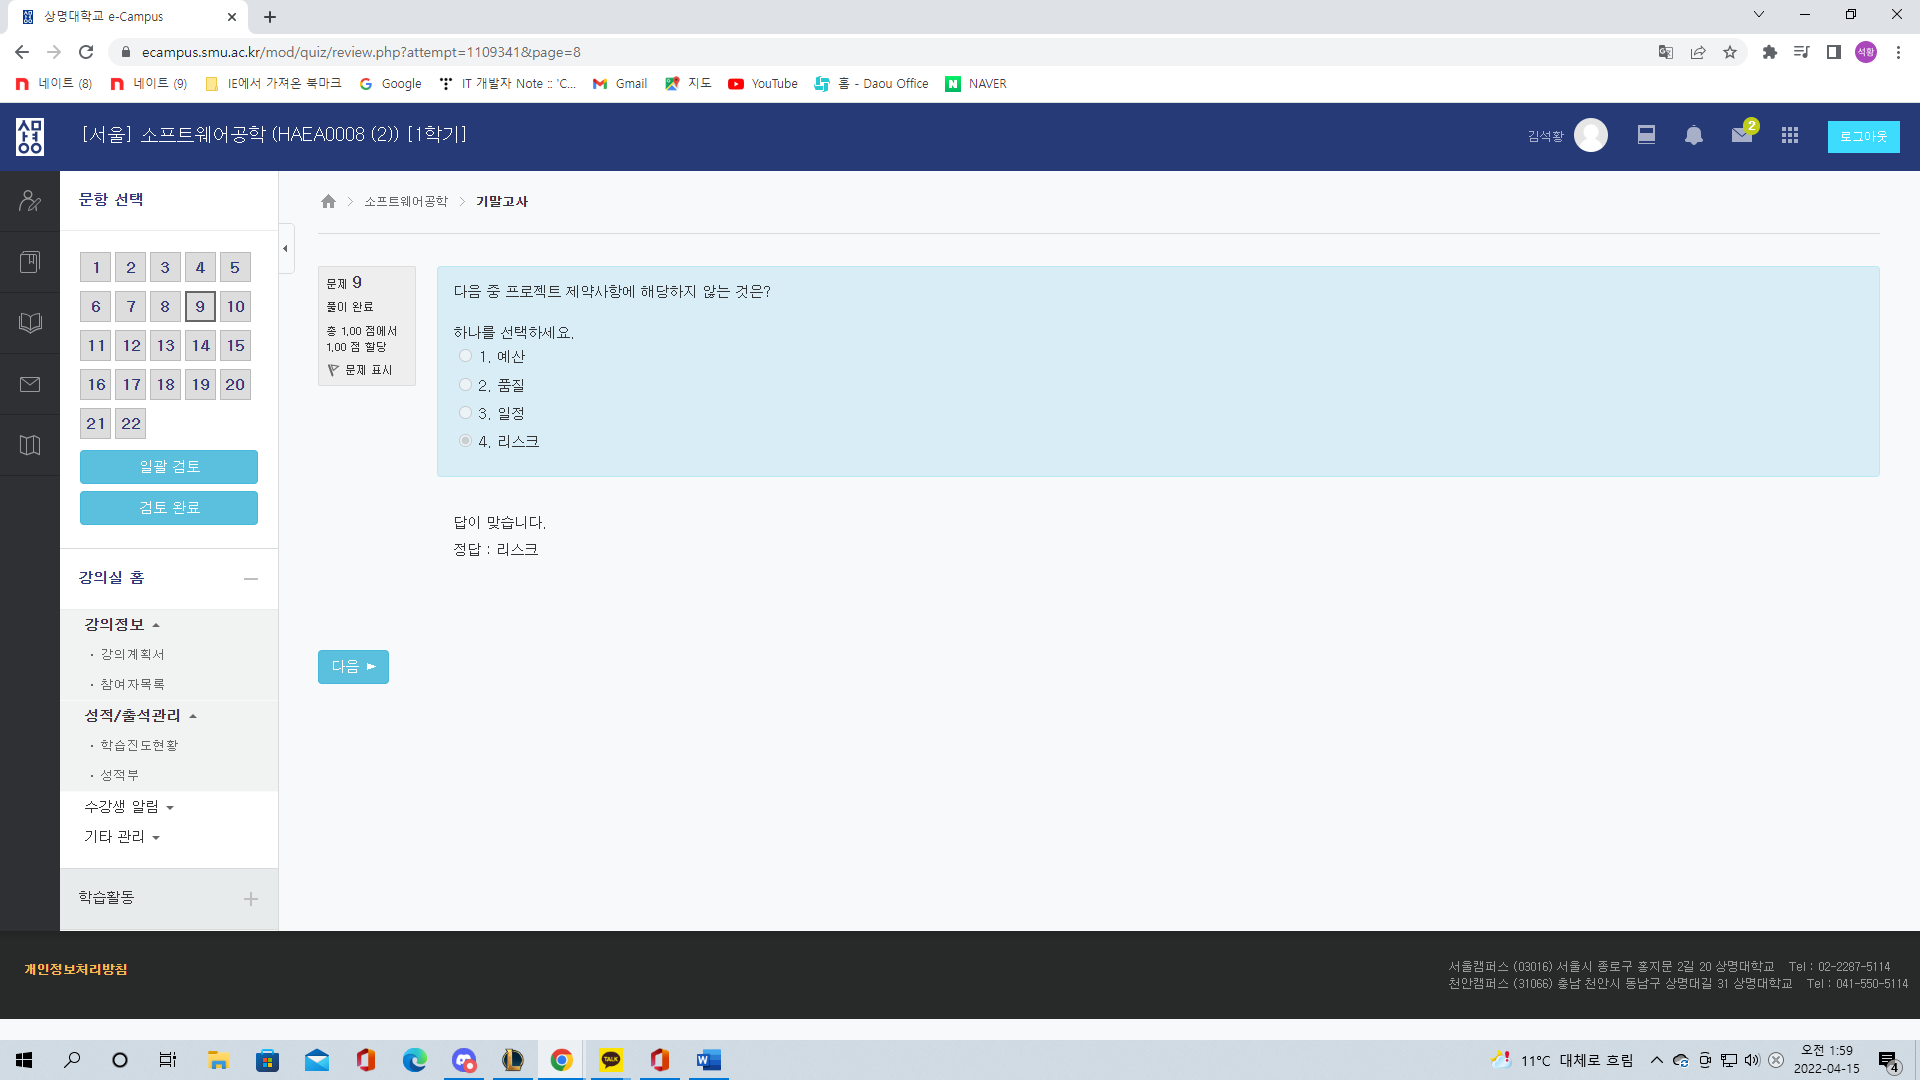 상명대학교 e-Campus
ecampus.smu.ac.kr/mod/quiz/review.php?attempt=1109341&page=8
석황
네이트 (8)
네이트 (9)
IE에서 가져온 북마크
Google
IT 개발자 Note :: 'C...
Gmail
지도
YouTube
홈 - Daou Office
NAVER
상명
[서울] 소프트웨어공학 (HAEA0008 (2)) [1학기]
김석황
2
로그아웃
문항 선택
소프트웨어공학
기말고사
1 2 3 4 5
6 7 8 9 10
11 12 13 14 15
16 17 18 19 20
21 22
일괄 검토
검토 완료
문제 9
풀이 완료
총 1.00 점에서
1.00 점 할당
문제 표시
다음 중 프로젝트 제약사항에 해당하지 않는 것은?
하나를 선택하세요.
1. 예산
2. 품질
3. 일정
4. 리스크
답이 맞습니다.
정답 : 리스크
다음 ►
강의실 홈
강의정보
· 강의계획서
· 참여자목록
성적/출석관리
· 학습진도현황
· 성적부
수강생 알림
기타 관리
학습활동
개인정보처리방침
서울캠퍼스 (03016) 서울시 종로구 홍지문 2길 20 상명대학교 Tel : 02-2287-5114
천안캠퍼스 (31066) 충남 천안시 동남구 상명대길 31 상명대학교 Tel : 041-550-5114
TALK
11°C 대체로 흐림
오전 1:59
2022-04-15
4